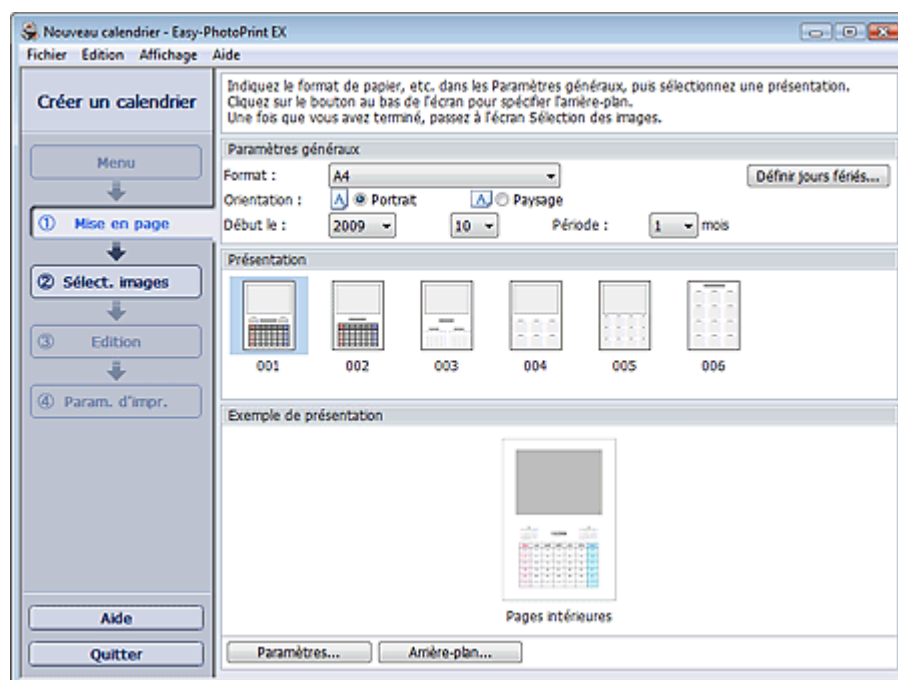 Nouveau calendrier - Easy-PhotoPrint EX
Fichier Edition Affichage Aide
Créer un calendrier
Indiquez le format de papier, etc. dans les Paramètres généraux, puis sélectionnez une présentation.
Cliquez sur le bouton au bas de l'écran pour spécifier l'arrière-plan.
Une fois que vous avez terminé, passez à l'écran Sélection des images.
Menu
① Mise en page
② Sélect. images
③ Edition
④ Param. d'impr.
Aide
Quitter
Paramètres généraux
Format : A4 Définir jours fériés...
Orientation : A Portrait A Paysage
Début le : 2009 10 Période : 1 mois
Présentation
001 002 003 004 005 006
Exemple de présentation
Pages intérieures
Paramètres... Arrière-plan...